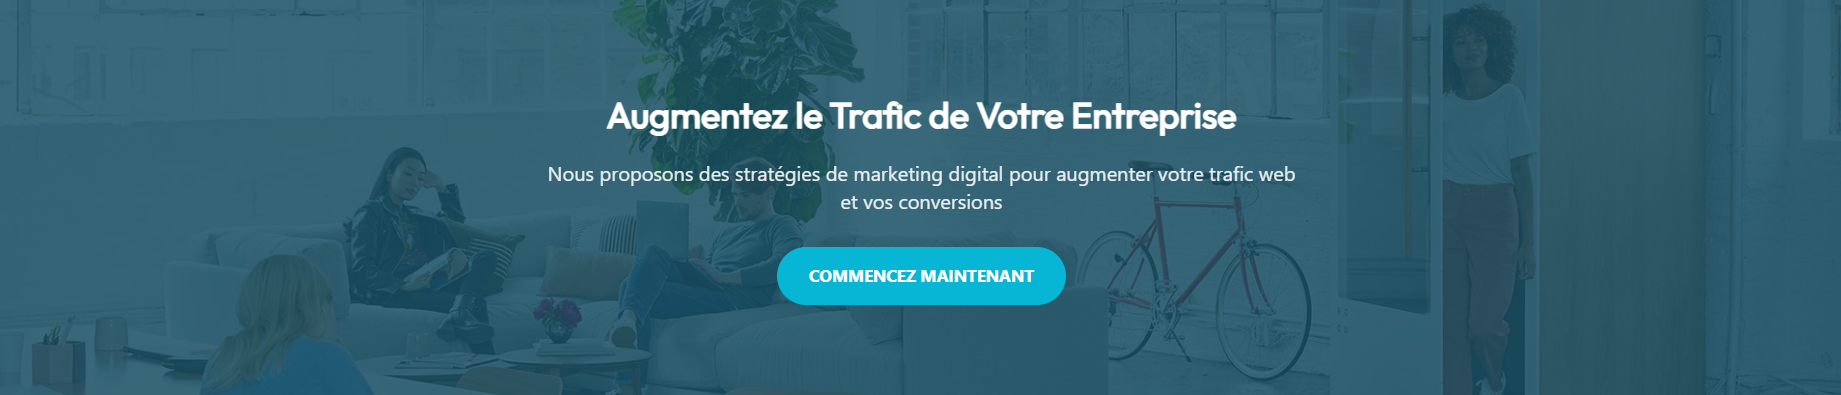 Augmentez le Trafic de Votre Entreprise
Nous proposons des stratégies de marketing digital pour augmenter votre trafic web
et vos conversions
COMMENCEZ MAINTENANT